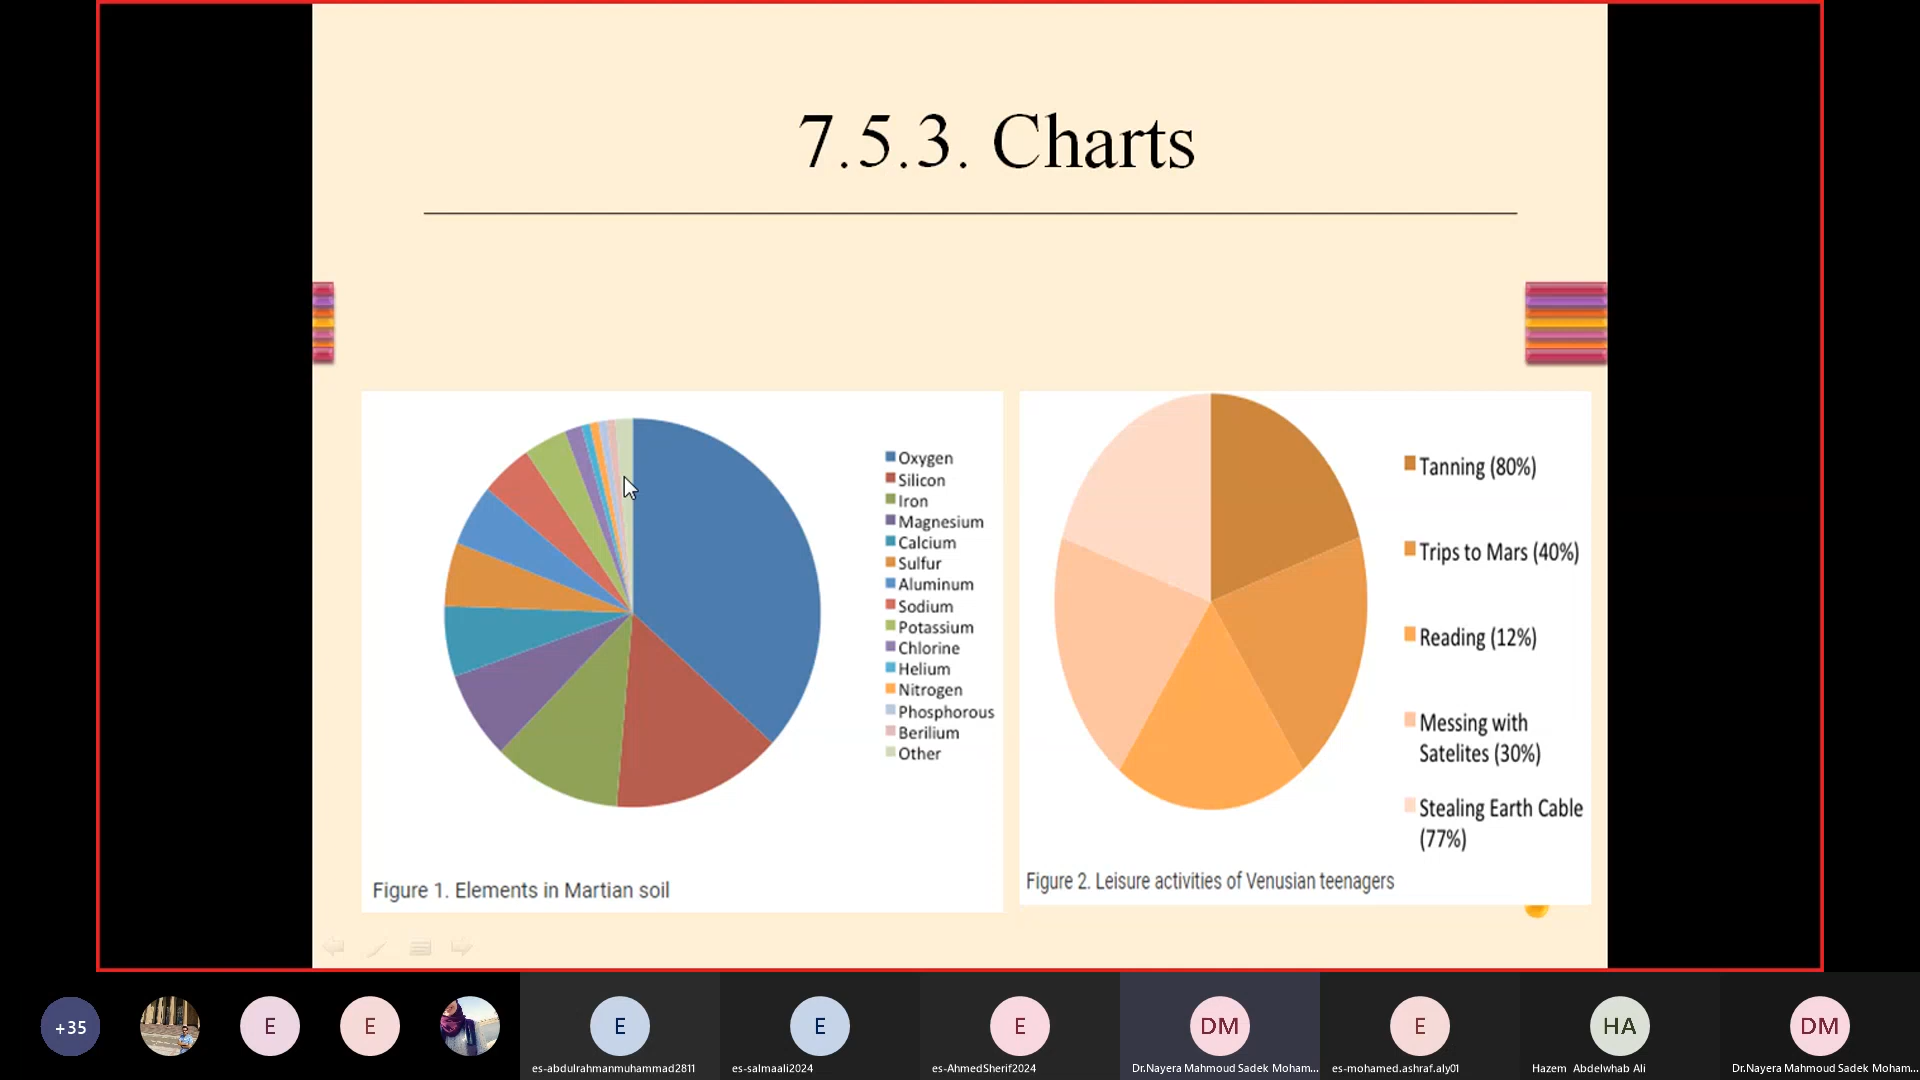 7.5.3. Charts
Oxygen
Silicon
Iron
Magnesium
Calcium
Sulfur
Aluminum
Sodium
Potassium
Chlorine
Helium
Nitrogen
Phosphorous
Berilium
Other
Figure 1. Elements in Martian soil
Tanning (80%)
Trips to Mars (40%)
Reading (12%)
Messing with
Satelites (30%)
Stealing Earth Cable
(77%)
Figure 2. Leisure activities of Venusian teenagers
+35
E
E
E
E
E
DM
E
HA
DM
es-abdulrahmanmuhammad2811
es-salmaali2024
es-AhmedSherif2024
Dr.Nayera Mahmoud Sadek Moham...
es-mohamed.ashraf.aly01
Hazem Abdelwhab Ali
Dr.Nayera Mahmoud Sadek Moham...